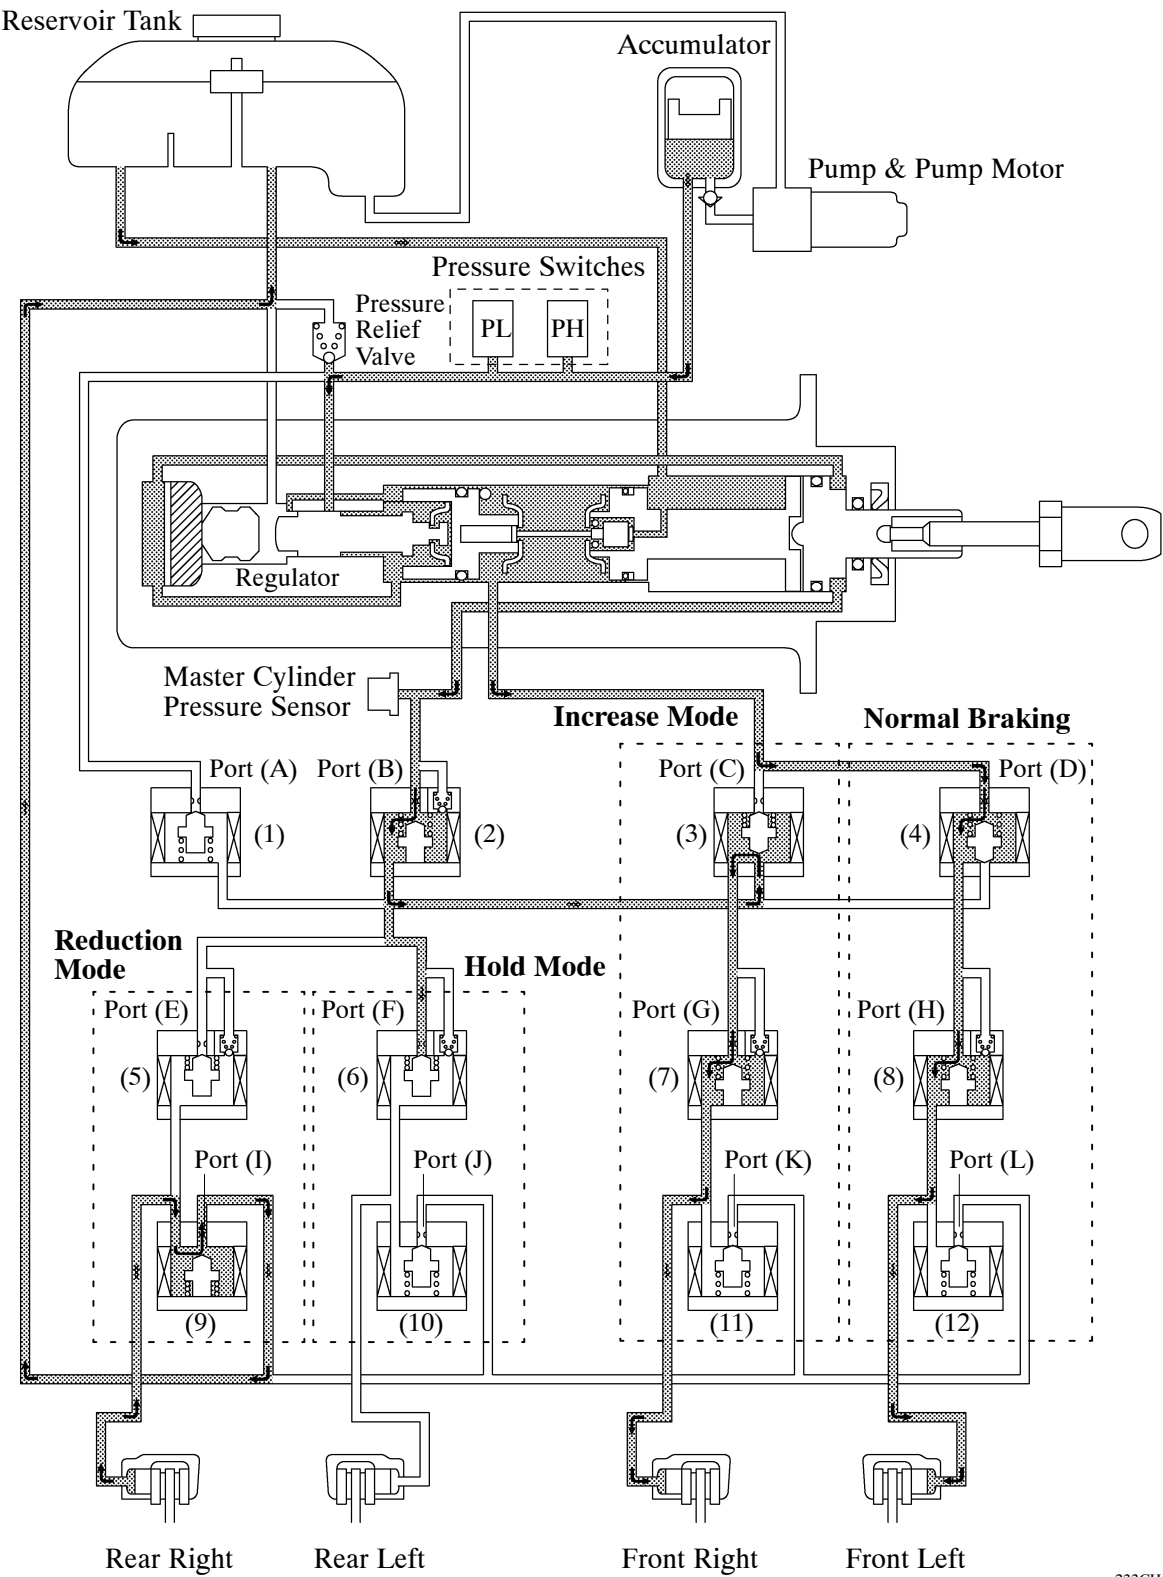 Reservoir Tank
Accumulator
Pump & Pump Motor
Pressure Switches
Pressure
Relief
Valve
PL
PH
Regulator
Master Cylinder
Pressure Sensor
Increase Mode
Normal Braking
Port (A)
Port (B)
Port (C)
Port (D)
(1)
(2)
(3)
(4)
Reduction
Mode
Hold Mode
Port (E)
Port (F)
Port (G)
Port (H)
(5)
(6)
(7)
(8)
Port (I)
Port (J)
Port (K)
Port (L)
(9)
(10)
(11)
(12)
Rear Right
Rear Left
Front Right
Front Left